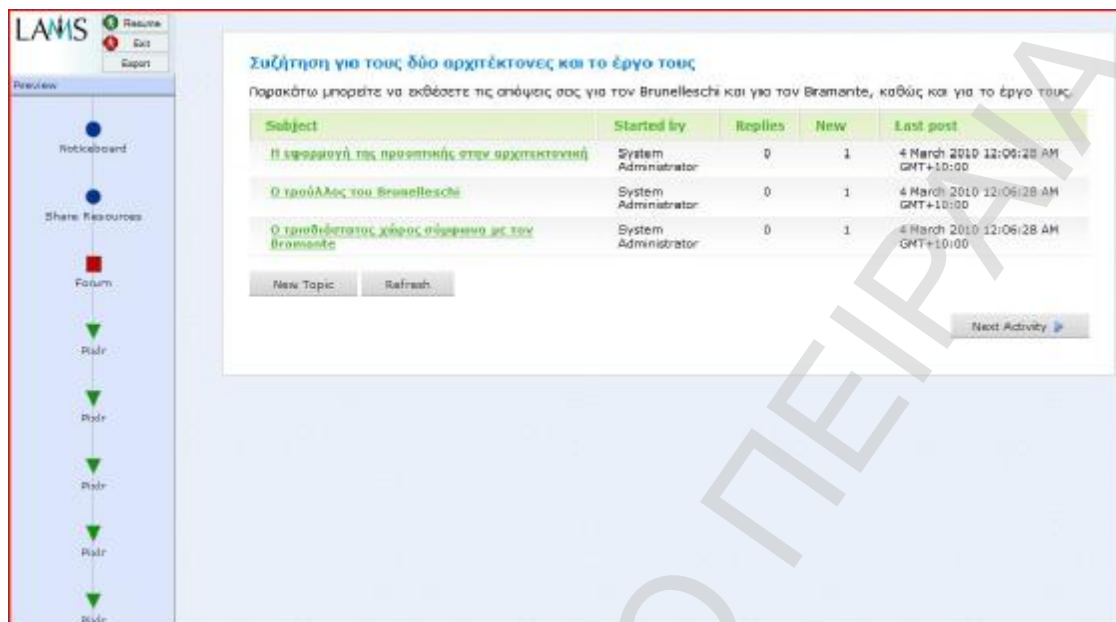 LAMS
Resume
Exit
Export
Preview
Noticeboard
Share Resources
Forum
Pixlr
Pixlr
Pixlr
Pixlr
Pixlr
Συζήτηση για τους δύο αρχιτέκτονες και το έργο τους
Παρακάτω μπορείτε να εκθέσετε τις απόψεις σας για τον Brunelleschi και για τον Bramante, καθώς και για το έργο τους.
Subject Started by Replies New Last post
Η εφαρμογή της προοπτικής στην αρχιτεκτονική System Administrator 0 1 4 March 2010 12:06:28 AM GMT+10:00
Ο τρούλλος του Brunelleschi System Administrator 0 1 4 March 2010 12:06:28 AM GMT+10:00
Ο τρισδιάστατος χώρος σύμφωνα με τον Bramante System Administrator 0 1 4 March 2010 12:06:28 AM GMT+10:00
New Topic Refresh
Next Activity
Ο ΠΕΙΡΑΙΑ